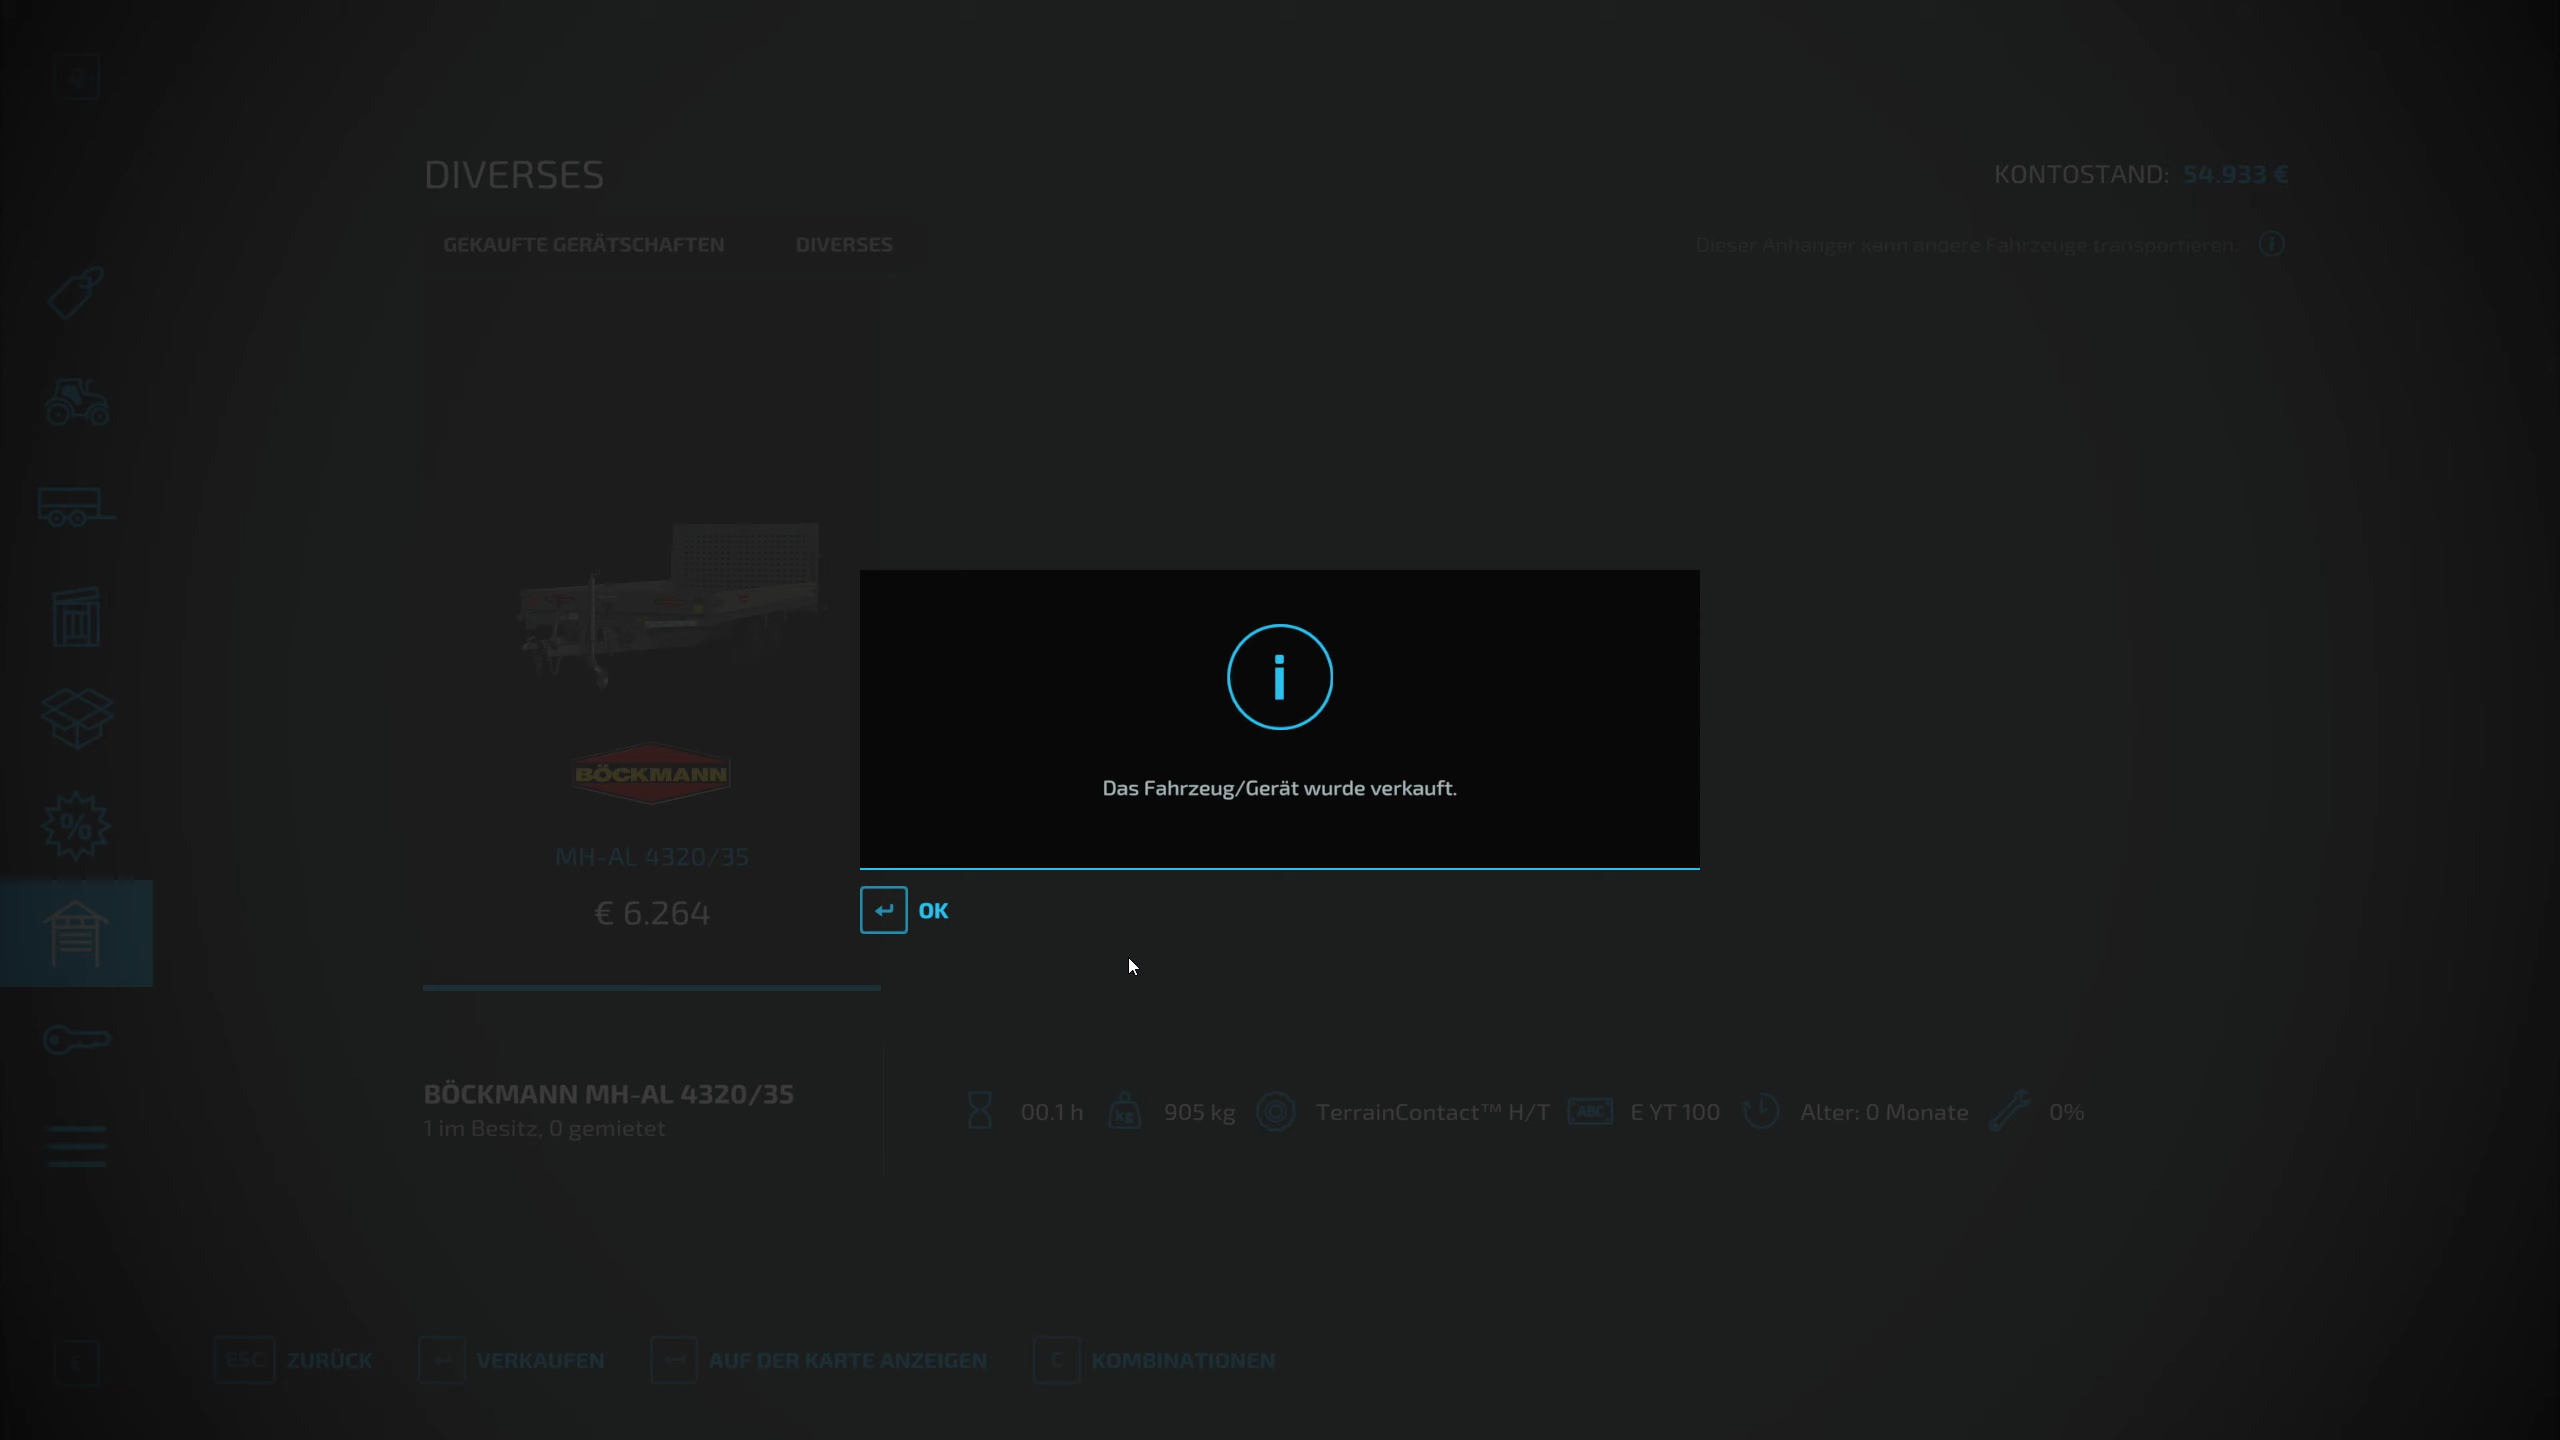 Q
DIVERSES
KONTOSTAND: 54.933 €
GEKAUFTE GERÄTSCHAFTEN DIVERSES
Dieser Anhänger kann andere Fahrzeuge transportieren. i
%
BÖCKMANN
MH-AL 4320/35
€ 6.264
i
Das Fahrzeug/Gerät wurde verkauft.
OK
BÖCKMANN MH-AL 4320/35
1 im Besitz, 0 gemietet
kg
ABC
00.1 h 905 kg TerrainContact™ H/T E YT 100 Alter: 0 Monate 0%
E
ESC ZURÜCK VERKAUFEN AUF DER KARTE ANZEIGEN C KOMBINATIONEN